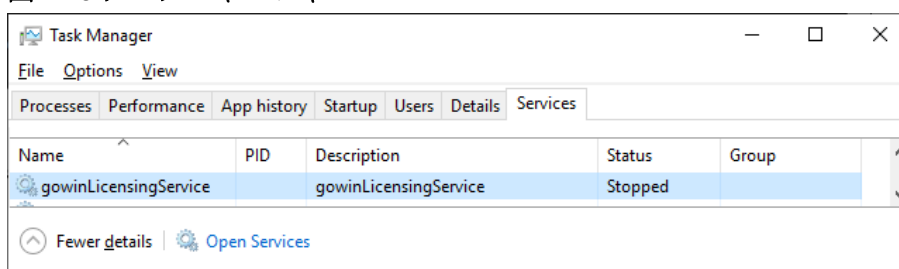 Task Manager
File Options View
Processes Performance App history Startup Users Details Services
Name PID Description Status Group
gowinLicensingService gowinLicensingService Stopped
Fewer details Open Services